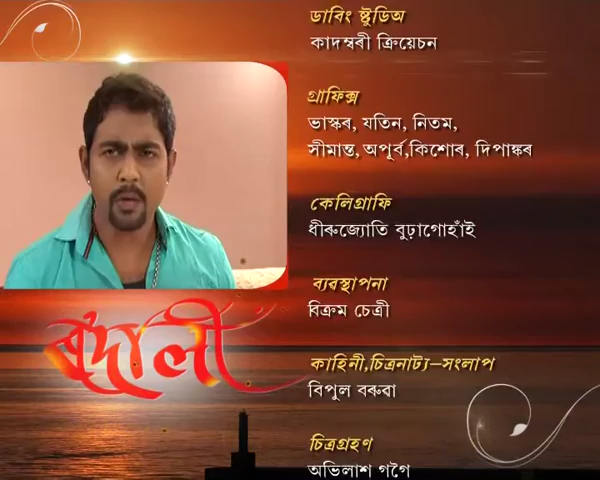 ডাবিং ষ্টুডিঅ
কাদম্বৰী ক্ৰিয়েচন
গ্ৰাফিক্স
ভাস্কৰ, যতিন, নিতম,
সীমান্ত, অপূৰ্ব,কিশোৰ, দিপাঙ্কৰ
কেলিগ্ৰাফি
ধীৰুজ্যোতি বুঢ়াগোহাঁই
ব্যৱস্থাপনা
বিক্ৰম চেত্ৰী
কাহিনী,চিত্ৰনাট্য-সংলাপ
বিপুল বৰুৱা
চিত্ৰগ্ৰহণ
অভিলাশ গগৈ
ৰ'দালী